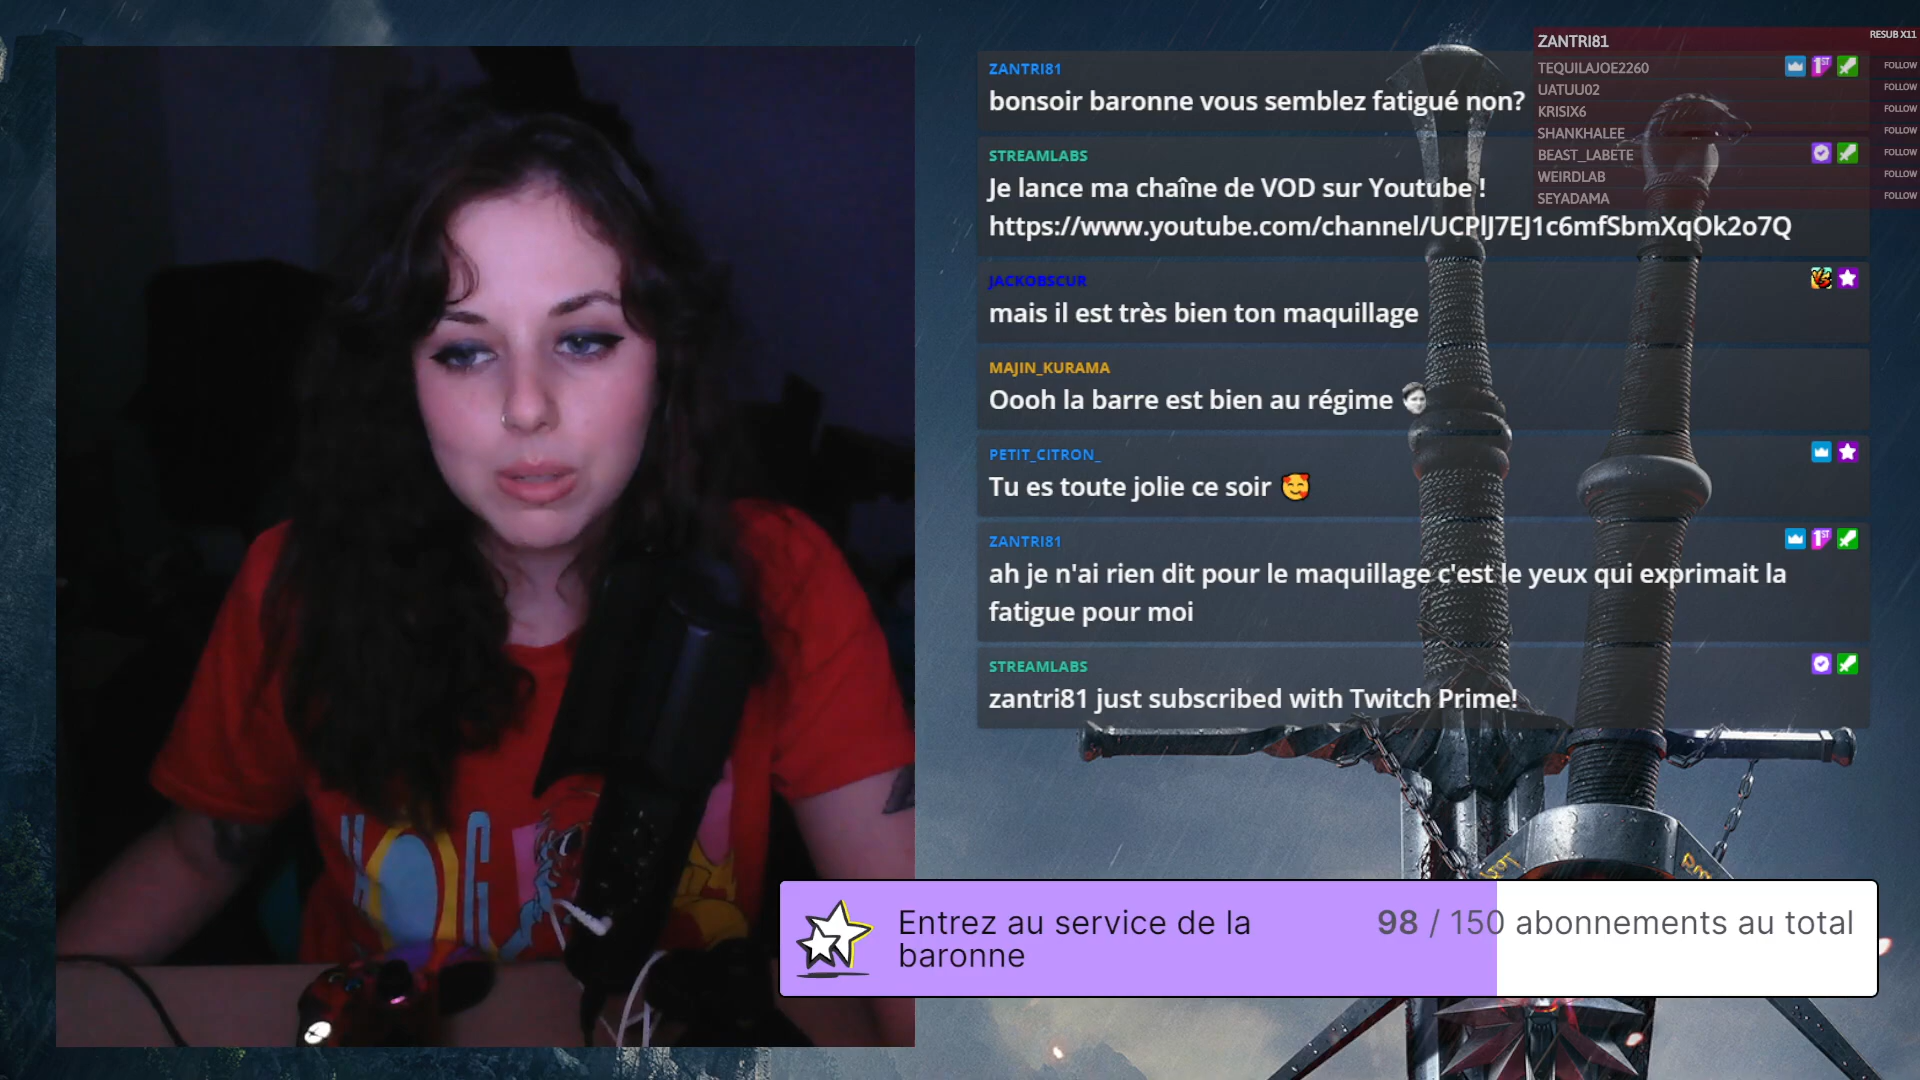 ZANTRI81
bonsoir baronne vous semblez fatigué non?
STREAMLABS
Je lance ma chaîne de VOD sur Youtube !
https://www.youtube.com/channel/UCPlJ7EJ1c6mfSbmXqOk2o7Q
JACKOBSCUR
mais il est très bien ton maquillage
MAJIN_KURAMA
Oooh la barre est bien au régime
PETIT_CITRON_
Tu es toute jolie ce soir 🥰
ZANTRI81
ah je n'ai rien dit pour le maquillage c'est le yeux qui exprimait la
fatigue pour moi
STREAMLABS
zantri81 just subscribed with Twitch Prime!
ZANTRI81 RESUB X11
TEQUILAJOE2260 FOLLOW
UATUU02 FOLLOW
KRISIX6 FOLLOW
SHANKHALEE FOLLOW
BEAST_LABETE FOLLOW
WEIRDLAB FOLLOW
SEYADAMA FOLLOW
1ST
1ST
Entrez au service de la
baronne
98 / 150 abonnements au total